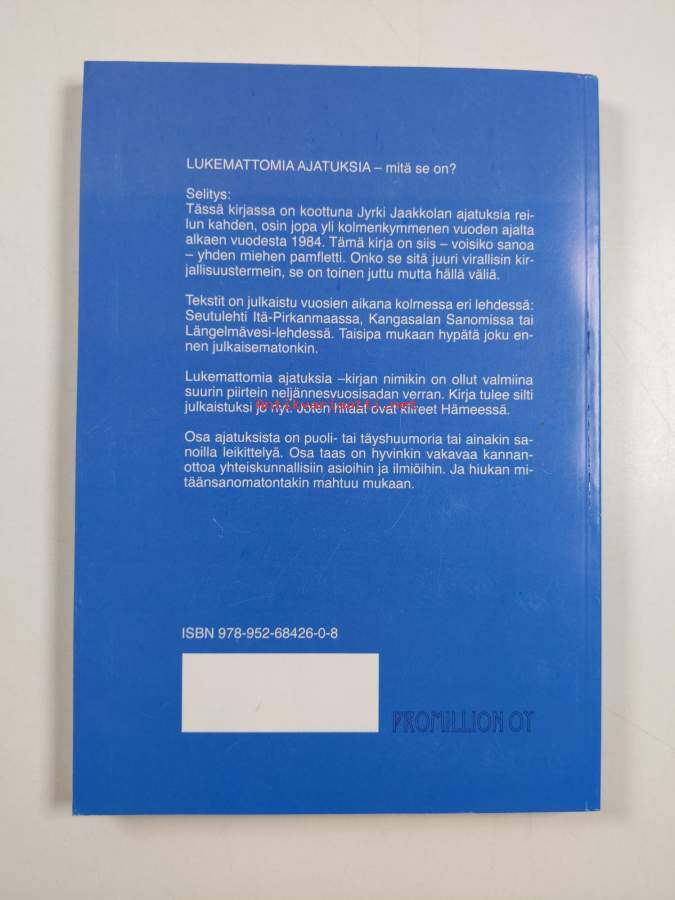 LUKEMATTOMIA AJATUKSIA – mitä se on?
Selitys:
Tässä kirjassa on koottuna Jyrki Jaakkolan ajatuksia rei-
lun kahden, osin jopa yli kolmenkymmenen vuoden ajalta
alkaen vuodesta 1984. Tämä kirja on siis – voisiko sanoa
– yhden miehen pamfletti. Onko se sitä juuri virallisin kir-
jallisuustermein, se on toinen juttu mutta hällä väliä.
Tekstit on julkaistu vuosien aikana kolmessa eri lehdessä:
Seutulehti Itä-Pirkanmaassa, Kangasalan Sanomissa tai
Längelmävesi-lehdessä. Taisipa mukaan hypätä joku en-
nen julkaisematonkin.
Lukemattomia ajatuksia –kirjan nimikin on ollut valmiina
suurin piirtein neljännesvuosisadan verran. Kirja tulee silti
julkaistuksi jo nyt. Joten hitaat ovat kiireet Hämeessä.
Antikvariaatti.net
Osa ajatuksista on puoli- tai täyshuumoria tai ainakin sa-
noilla leikittelyä. Osa taas on hyvinkin vakavaa kannan-
ottoa yhteiskunnallisiin asioihin ja ilmiöihin. Ja hiukan mi-
täänsanomatontakin mahtuu mukaan.
ISBN 978-952-68426-0-8
PROMILLION OY